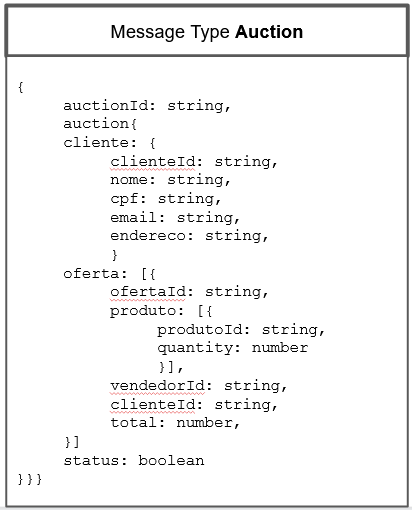 Message Type Auction
{
auctionId: string,
auction{
cliente: {
clienteId: string,
nome: string,
cpf: string,
email: string,
endereco: string,
}
oferta: [{
ofertaId: string,
produto: [{
produtoId: string,
quantity: number
}],
vendedorId: string,
clienteId: string,
total: number,
}]
status: boolean
}}}